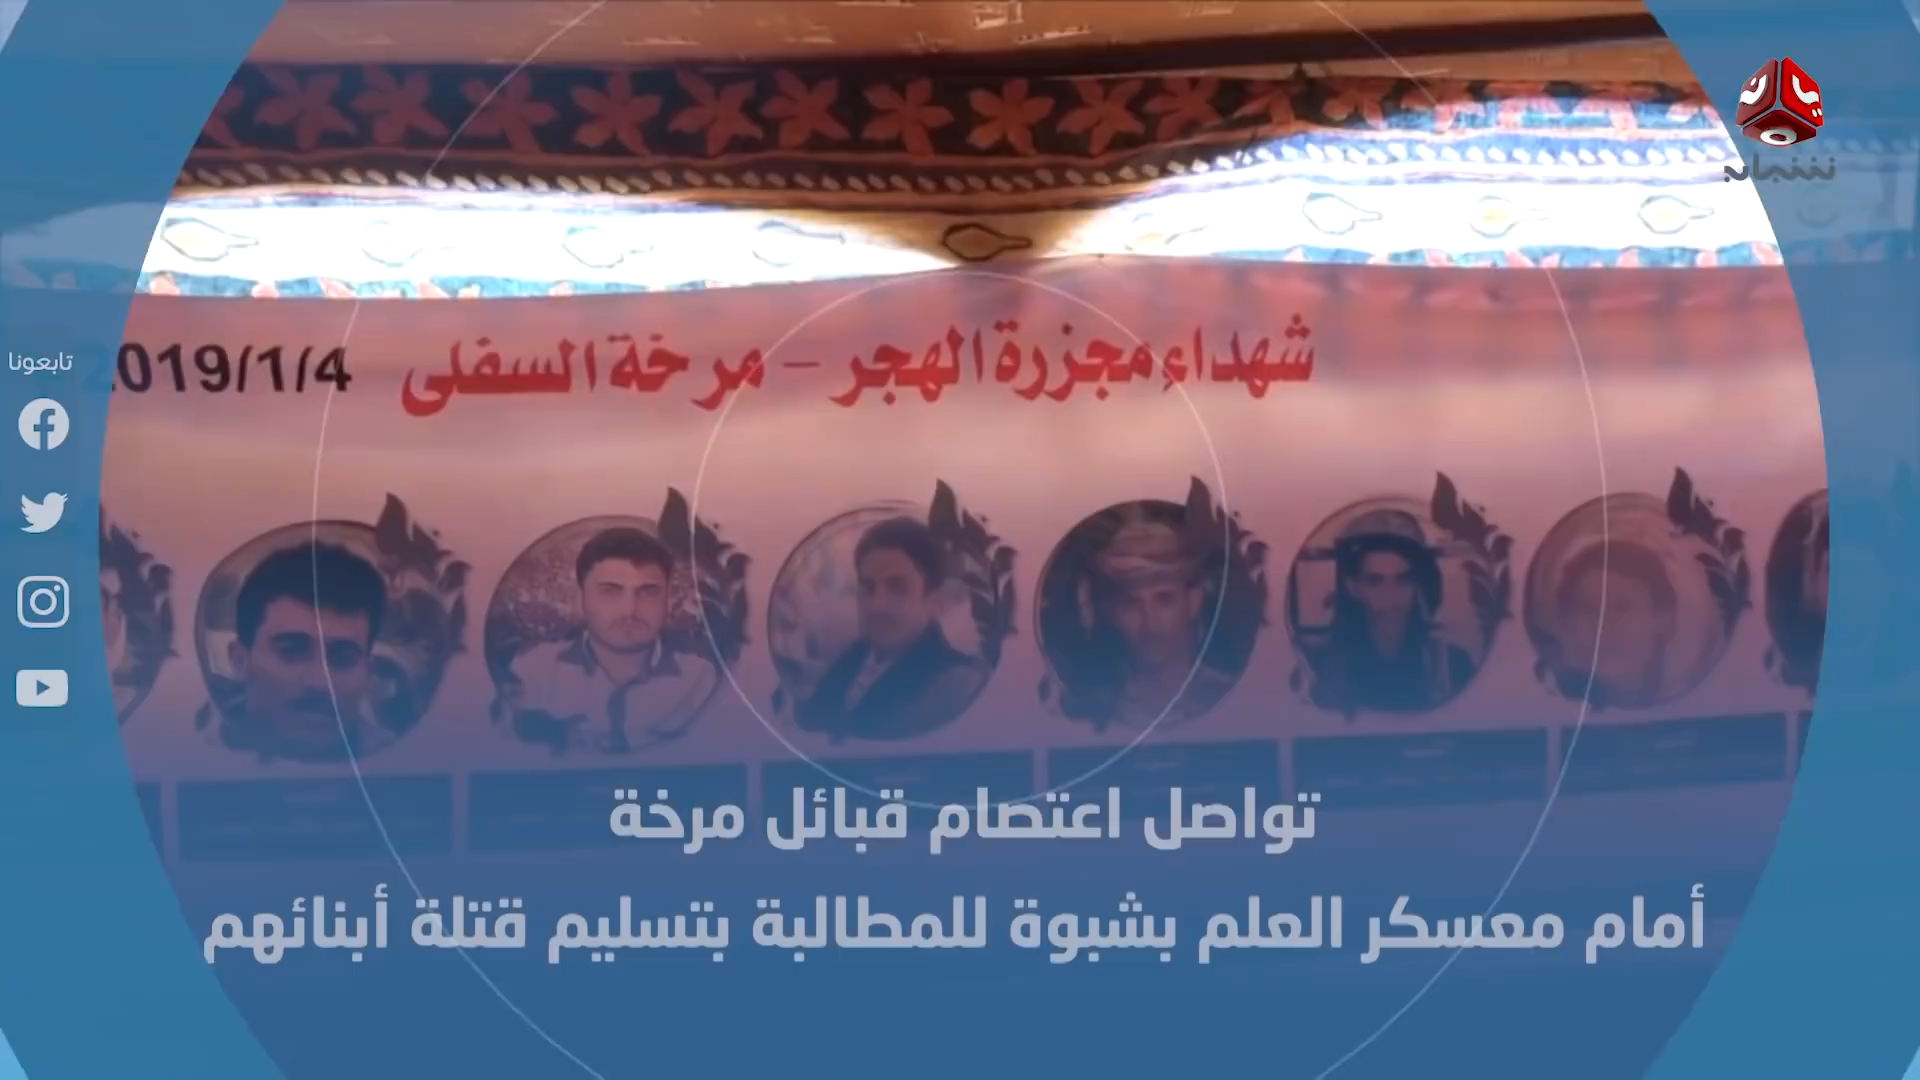 شهداء مجزرة الهجر - مرخة السفلى 2019/1/4
تابعونا
تواصل اعتصام قبائل مرخة
أمام معسكر العلم بشبوة للمطالبة بتسليم قتلة أبنائهم